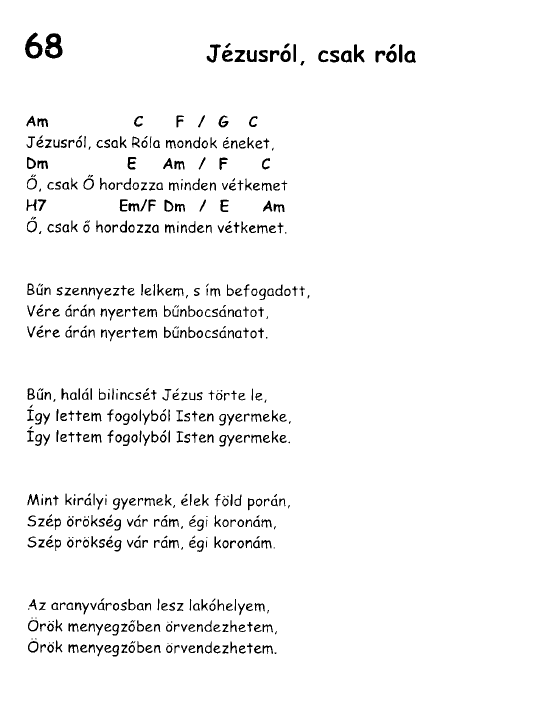 68
Jézusról, csak róla
Am C F / G C
Jézusról, csak Róla mondok éneket,
Dm E Am / F C
Ő, csak Ő hordozza minden vétkemet
H7 Em/F Dm / E Am
Ő, csak ő hordozza minden vétkemet.
Bűn szennyezte lelkem, s ím befogadott,
Vére árán nyertem bűnbocsánatot,
Vére árán nyertem bűnbocsánatot.
Bűn, halál bilincsét Jézus törte le,
Így lettem fogolyból Isten gyermeke,
Így lettem fogolyból Isten gyermeke.
Mint királyi gyermek, élek föld porán,
Szép örökség vár rám, égi koronám,
Szép örökség vár rám, égi koronám.
Az aranyvárosban lesz lakóhelyem,
Örök menyegzőben örvendezhetem,
Örök menyegzőben örvendezhetem.